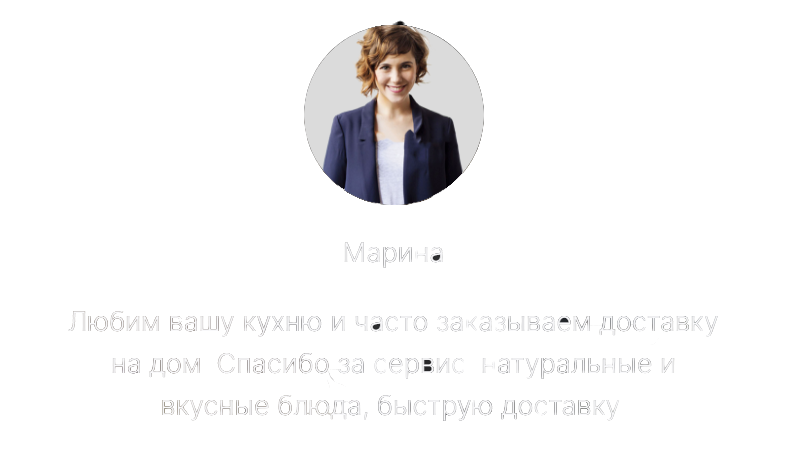 Марина
Любим вашу кухню и часто заказываем доставку
на дом Спасибо за сервис натуральные и
вкусные блюда, быструю доставку